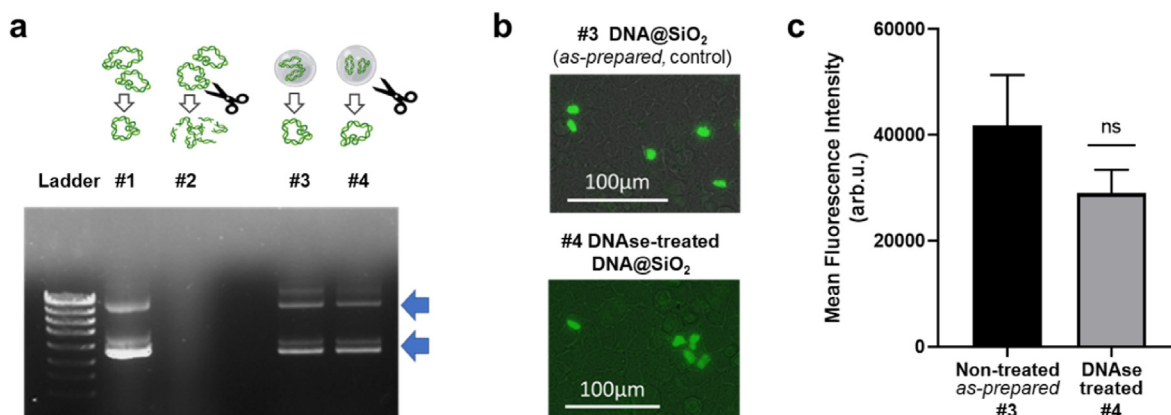 a
Ladder #1 #2 #3 #4
b
#3 DNA@SiO₂
(as-prepared, control)
100µm
#4 DNAse-treated
DNA@SiO₂
100µm
c
Mean Fluorescence Intensity
(arb.u.)
60000
40000
20000
0
ns
Non-treated
as-prepared
#3
DNAse
treated
#4